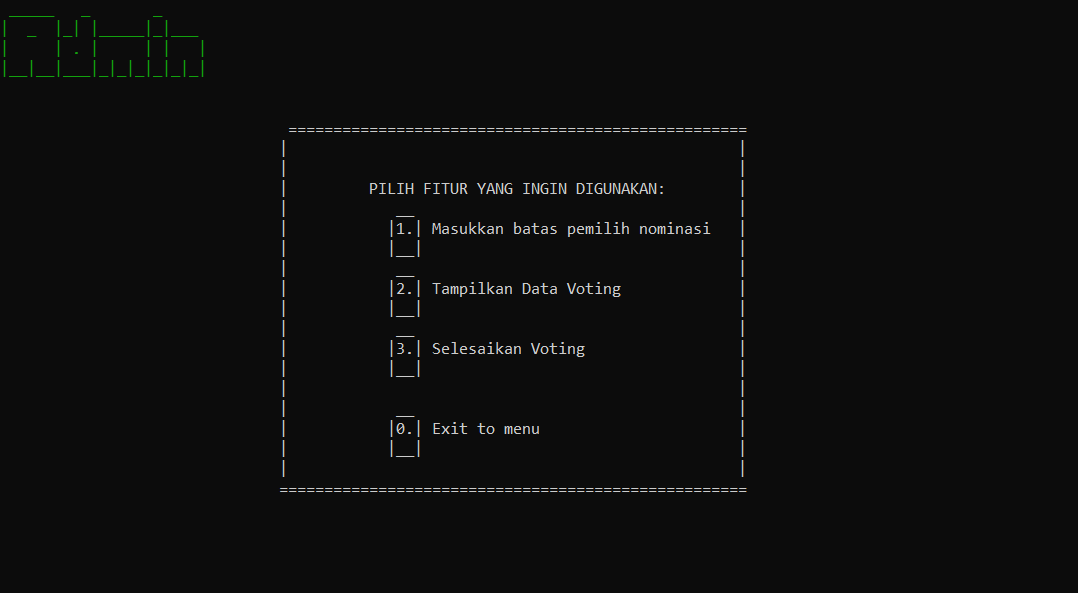 Admin
PILIH FITUR YANG INGIN DIGUNAKAN:
1. Masukkan batas pemilih nominasi
2. Tampilkan Data Voting
3. Selesaikan Voting
0. Exit to menu